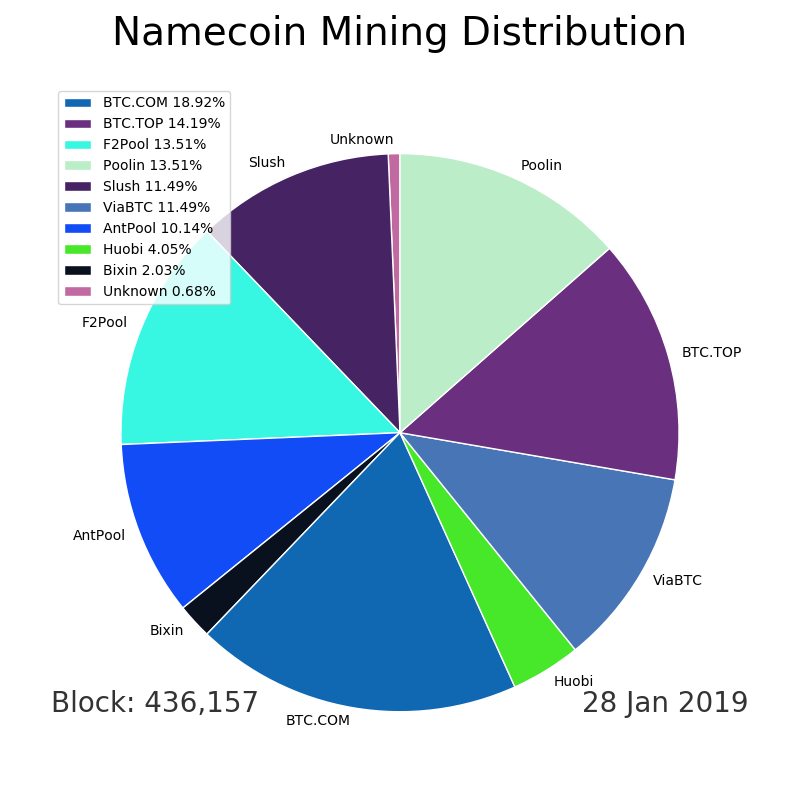 Namecoin Mining Distribution
BTC.COM 18.92%
BTC.TOP 14.19%
F2Pool 13.51%
Poolin 13.51%
Slush 11.49%
ViaBTC 11.49%
AntPool 10.14%
Huobi 4.05%
Bixin 2.03%
Unknown 0.68%
Unknown
Slush
Poolin
F2Pool
BTC.TOP
AntPool
ViaBTC
Bixin
Huobi
BTC.COM
Block: 436,157
28 Jan 2019